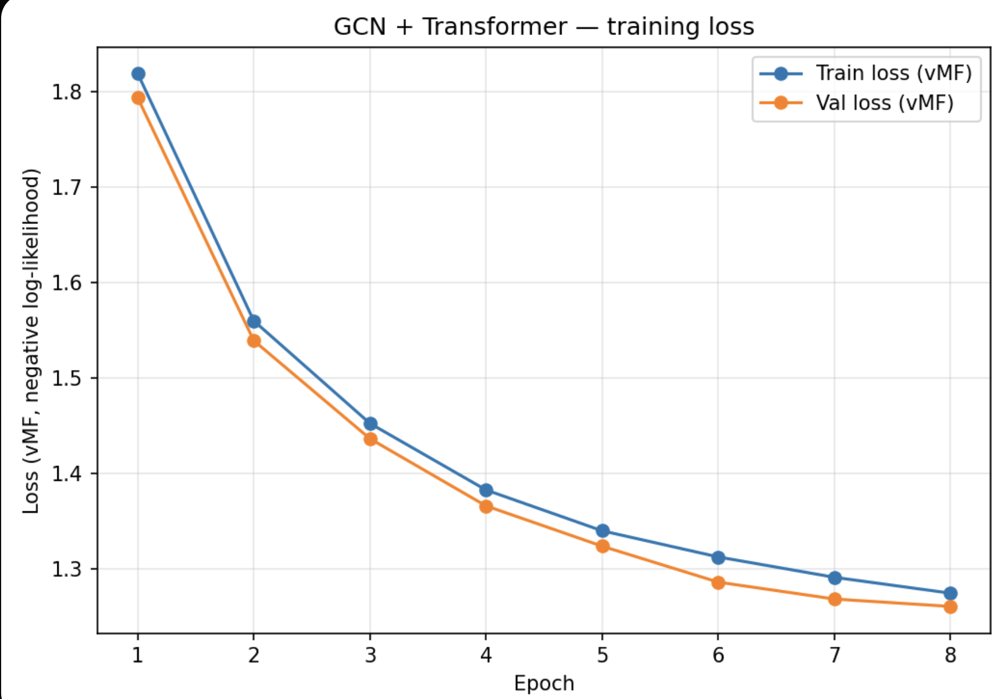 GCN + Transformer — training loss
Train loss (vMF)
Val loss (vMF)
Loss (vMF, negative log-likelihood)
1.8
1.7
1.6
1.5
1.4
1.3
1 2 3 4 5 6 7 8
Epoch